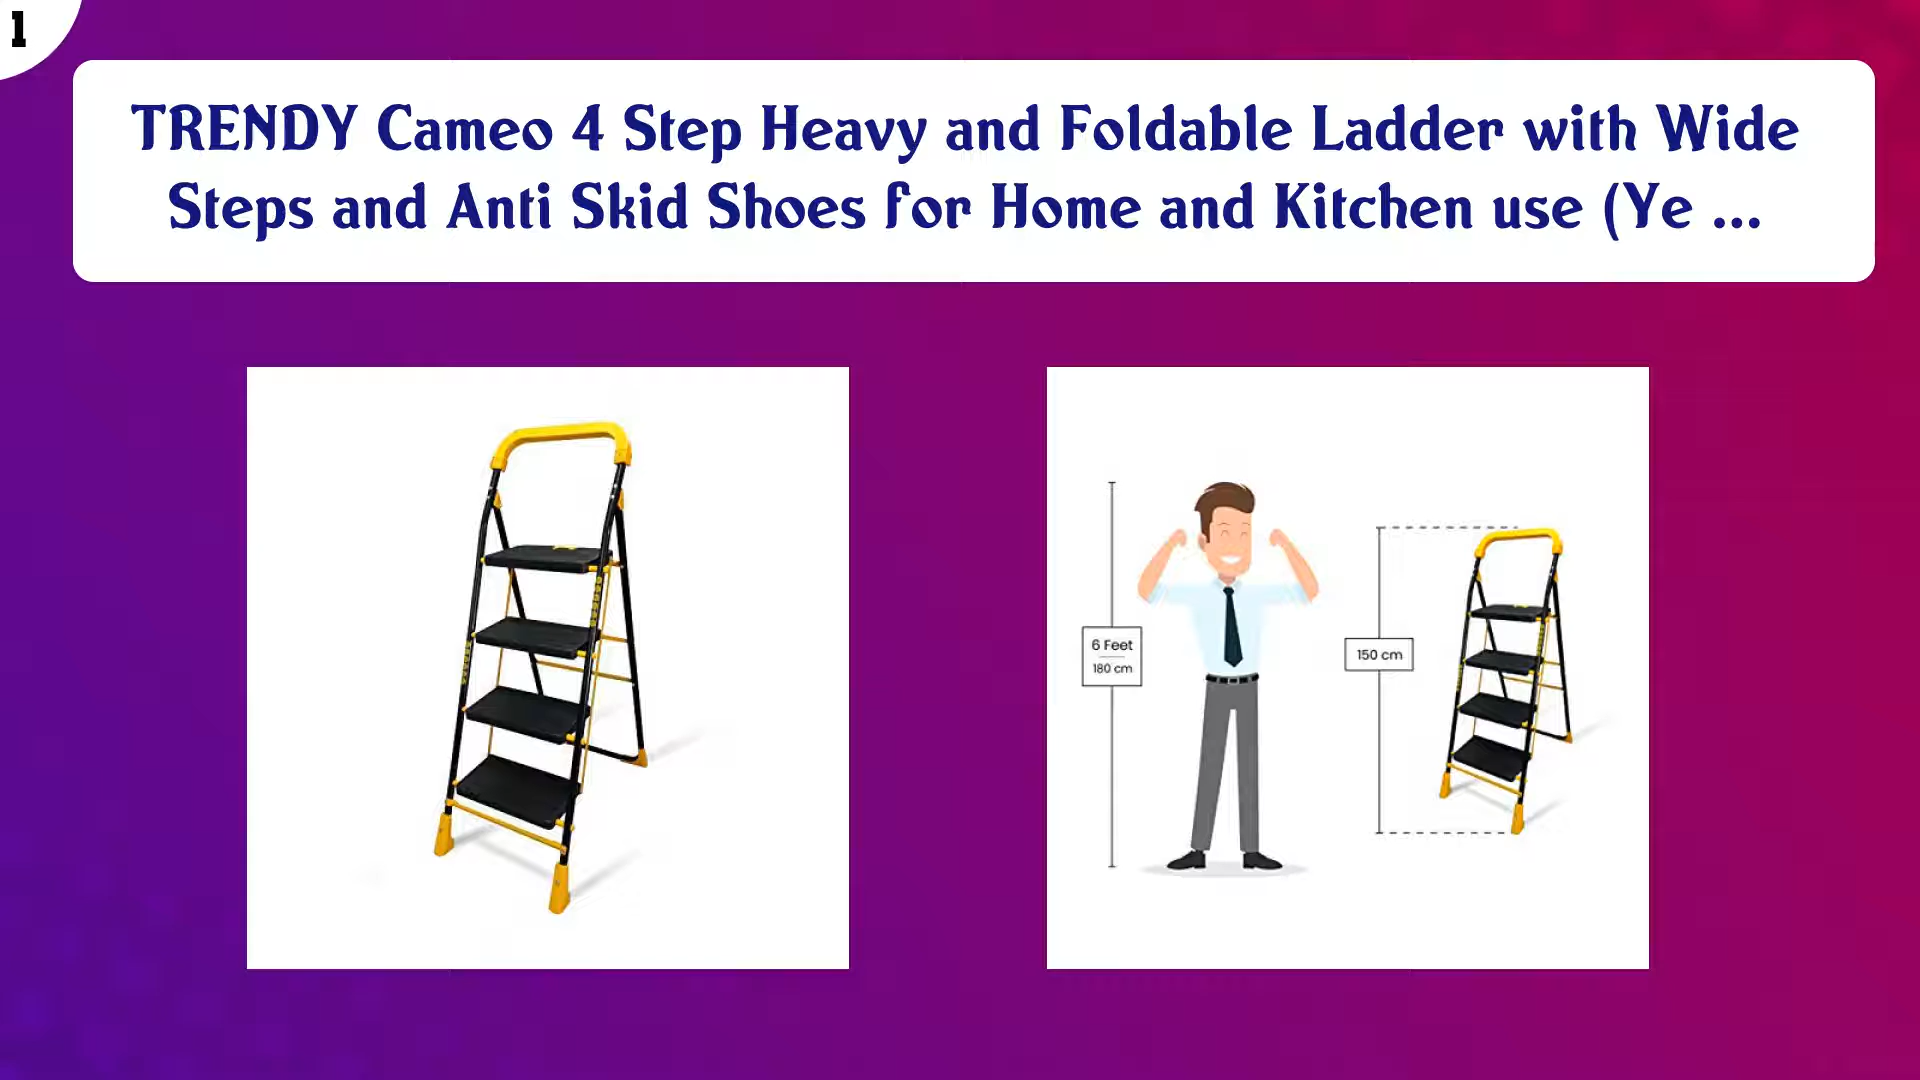 1
TRENDY Cameo 4 Step Heavy and Foldable Ladder with Wide
Steps and Anti Skid Shoes for Home and Kitchen use (Ye ...
6 Feet
180 cm
150 cm